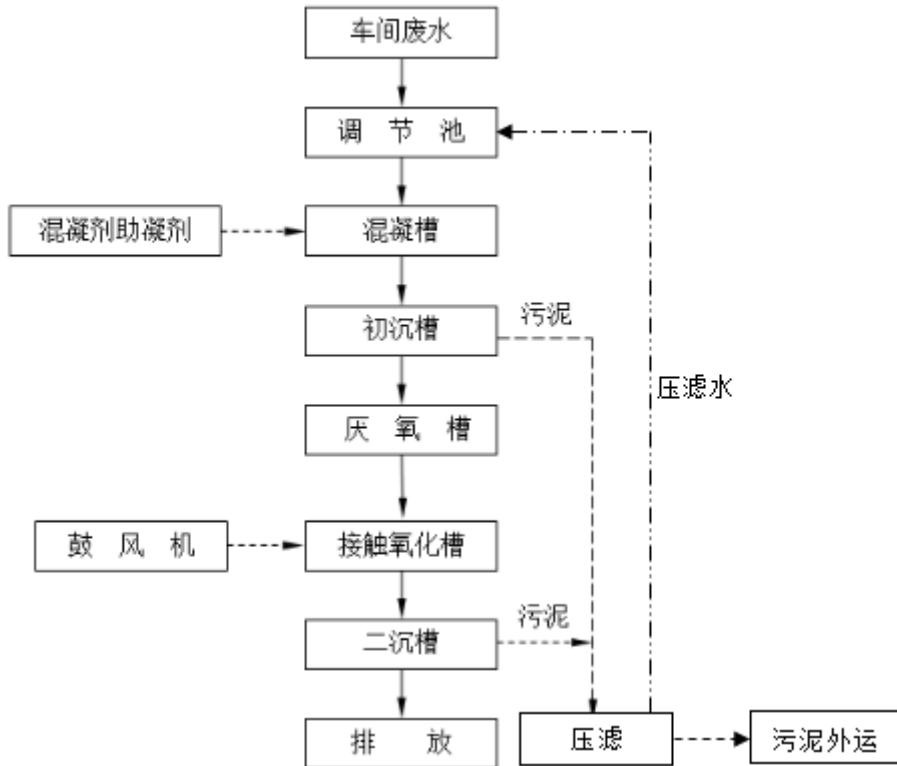 车间废水
调节池
混凝剂助凝剂
混凝槽
初沉槽
污泥
压滤水
厌氧槽
鼓风机
接触氧化槽
二沉槽
污泥
排放
压滤
污泥外运